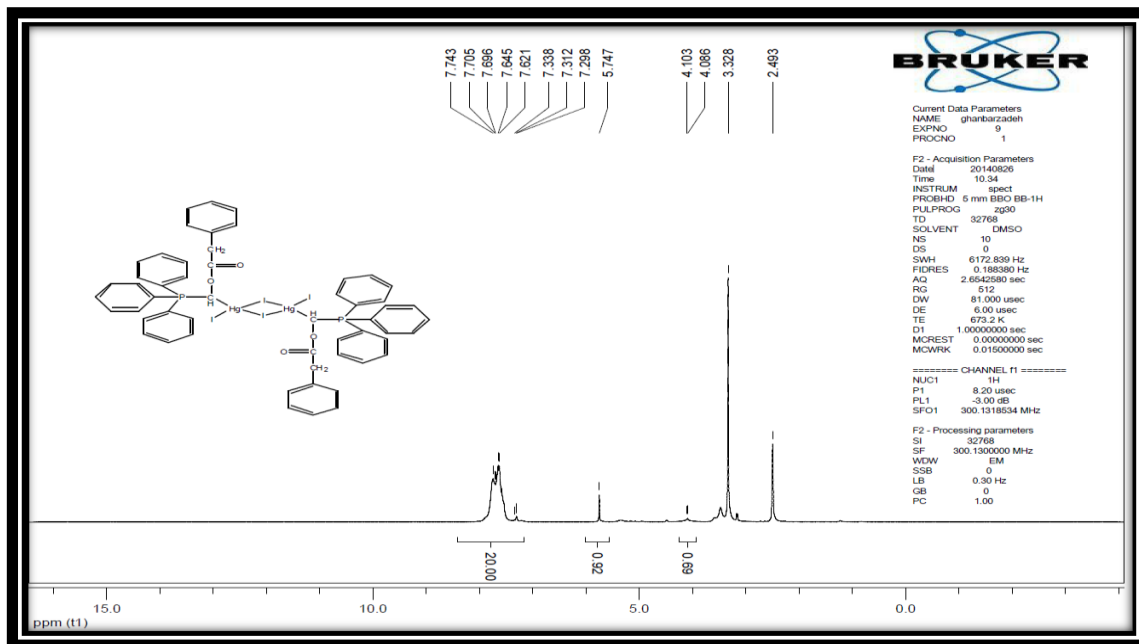 7.743
7.705
7.696
7.645
7.621
7.338
7.312
7.298
5.747
4.103
4.086
3.328
2.493
BRUKER
Current Data Parameters
NAME ghanbarzadeh
EXPNO 9
PROCNO 1
F2 - Acquisition Parameters
Date_ 20140826
Time 10.34
INSTRUM spect
PROBHD 5 mm BBO BB-1H
PULPROG zg30
TD 32768
SOLVENT DMSO
NS 10
DS 0
SWH 6172.839 Hz
FIDRES 0.188380 Hz
AQ 2.6542580 sec
RG 512
DW 81.000 usec
DE 6.00 usec
TE 673.2 K
D1 1.00000000 sec
MCREST 0.00000000 sec
MCWRK 0.01500000 sec
======== CHANNEL f1 ========
NUC1 1H
P1 8.20 usec
PL1 -3.00 dB
SFO1 300.1318534 MHz
F2 - Processing parameters
SI 32768
SF 300.1300000 MHz
WDW EM
SSB 0
LB 0.30 Hz
GB 0
PC 1.00
CH2
C O
O
P C Hg I Hg I
H
I I H
C P
O
O C
CH2
20.00
0.92
0.69
15.0 10.0 5.0 0.0
ppm (t1)